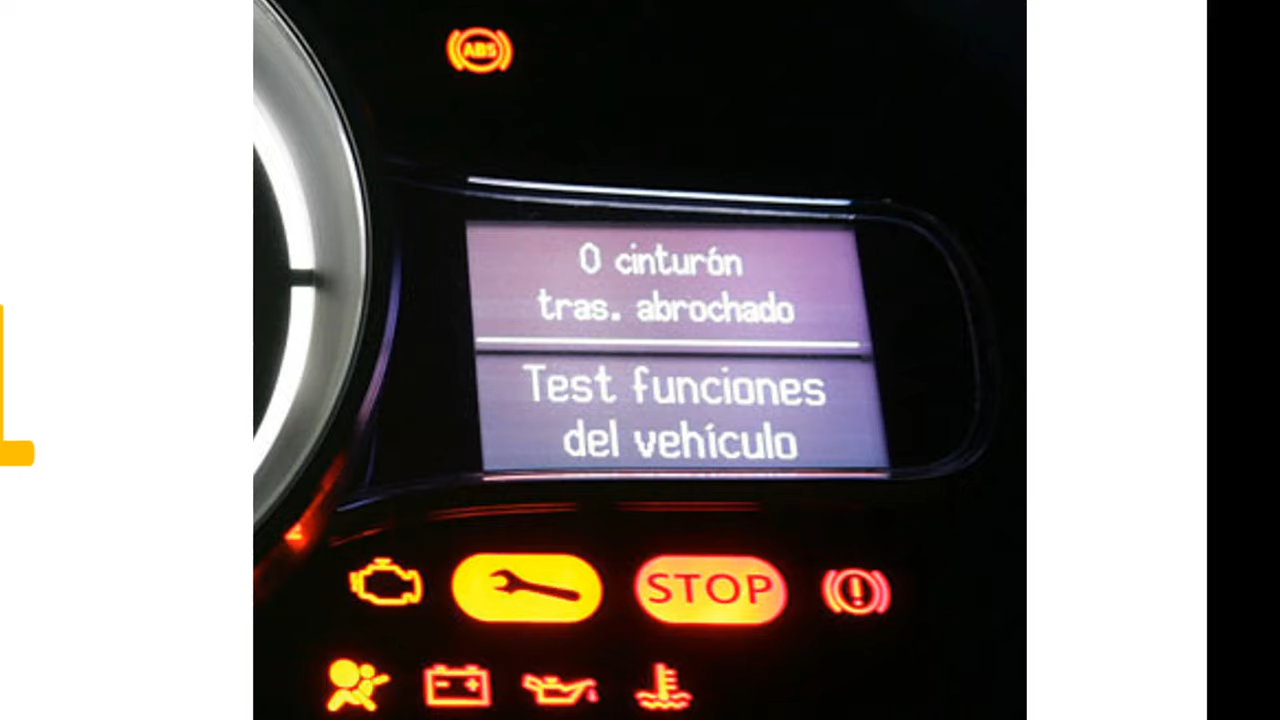 ABS
0 cinturón
tras. abrochado
Test funciones
del vehículo
STOP